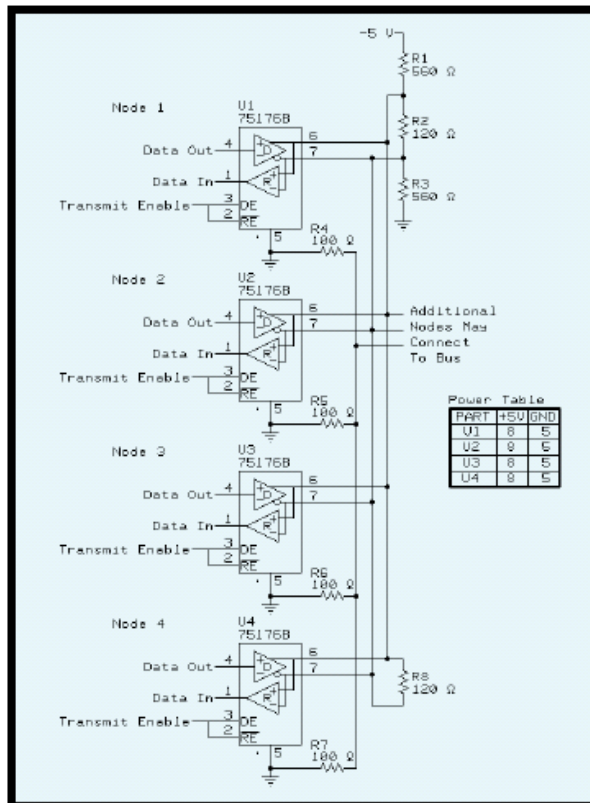 -5 V
R1
560 Ω
R2
120 Ω
R3
560 Ω
Node 1
U1
75176B
Data Out
4
D
6
7
Data In
1
R
Transmit Enable
3
DE
2
RE
5
R4
100 Ω
Node 2
U2
75176B
Data Out
4
D
6
7
Data In
1
R
Transmit Enable
3
DE
2
RE
5
R5
100 Ω
Additional
Nodes May
Connect
To Bus
Power Table
PART +5V GND
U1 8 5
U2 8 5
U3 8 5
U4 8 5
Node 3
U3
75176B
Data Out
4
D
6
7
Data In
1
R
Transmit Enable
3
DE
2
RE
5
R6
100 Ω
Node 4
U4
75176B
Data Out
4
D
6
7
Data In
1
R
Transmit Enable
3
DE
2
RE
5
R7
100 Ω
R8
120 Ω